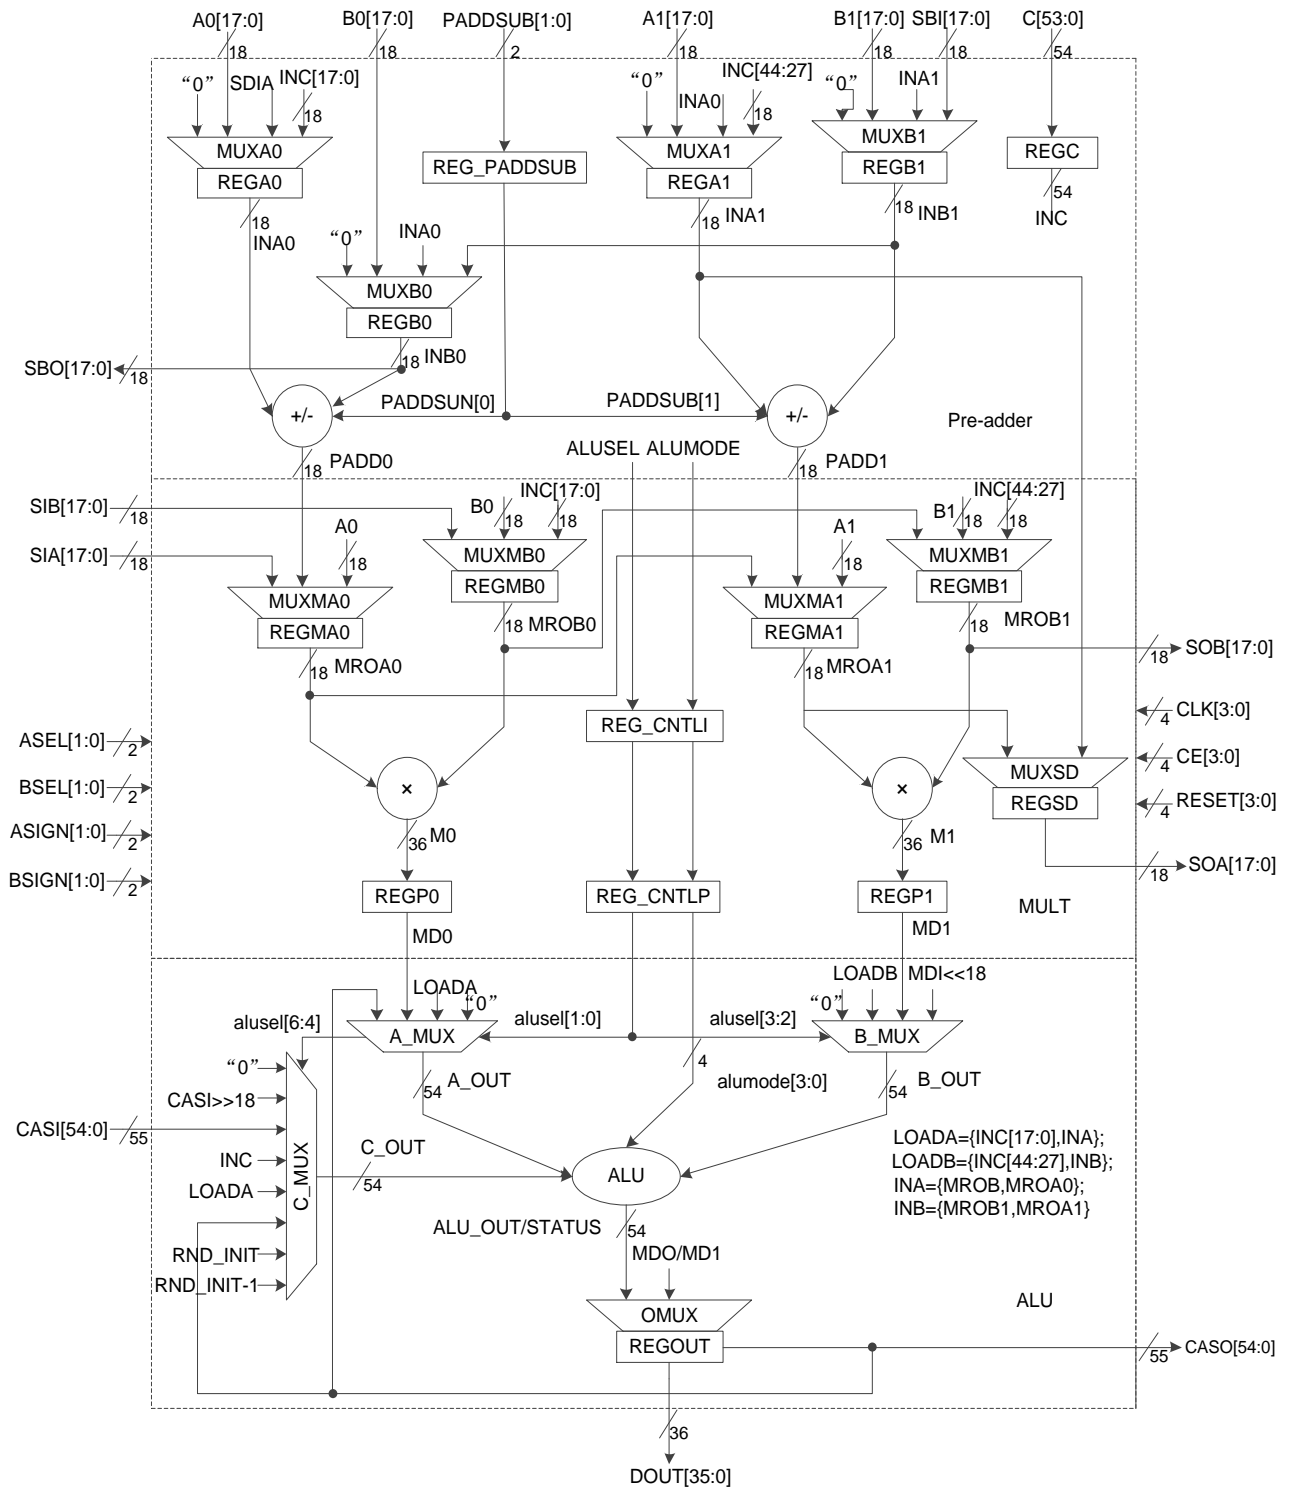 A0[17:0] B0[17:0] PADDSUB[1:0] A1[17:0] B1[17:0] SBI[17:0] C[53:0]
18 18 2 18 18 18 54
“0” SDIA INC[17:0] “0” INA0 INC[44:27] “0” INA1
18 18
MUXA0 MUXA1 MUXB1 REGC
REGA0 REG_PADDSUB REGA1 REGB1
18 18 INA1 18 INB1 54
INA0 INC
“0” INA0
MUXB0
REGB0
18 INB0
SBO[17:0] 18
+/- PADDSUN[0] PADDSUB[1] +/-
Pre-adder
ALUSEL ALUMODE
18 PADD0 18 PADD1
SIB[17:0] 18 B0 18 INC[17:0] 18 B1 18 INC[44:27] 18
SIA[17:0] 18 A0 18 MUXMB0 A1 18 MUXMB1
REGMB0 REGMB1
MUXMA0 MUXMA1
REGMA0 18 MROB0 REGMA1 18 MROB1
18 MROA0 18 MROA1 18 SOB[17:0]
CLK[3:0] 4
REG_CNTLI
ASEL[1:0] 2
CE[3:0] 4
MUXSD
BSEL[1:0] 2 × × REGSD RESET[3:0] 4
ASIGN[1:0] 2 36 M0 36 M1
18 SOA[17:0]
BSIGN[1:0] 2 REGP0 REG_CNTLP REGP1
MULT
MD0 MD1
LOADA “0” “0” LOADB MDI<<18
alusel[6:4] A_MUX alusel[1:0] alusel[3:2] B_MUX
“0” 4
54 A_OUT alumode[3:0] 54 B_OUT
CASI>>18
CASI[54:0] 55
C_MUX
INC C_OUT 54 ALU
LOADA
RND_INIT
RND_INIT-1
LOADA={INC[17:0],INA};
LOADB={INC[44:27],INB};
INA={MROB,MROA0};
INB={MROB1,MROA1}
ALU_OUT/STATUS 54
MDO/MD1
OMUX ALU
REGOUT
55 CASO[54:0]
36
DOUT[35:0]